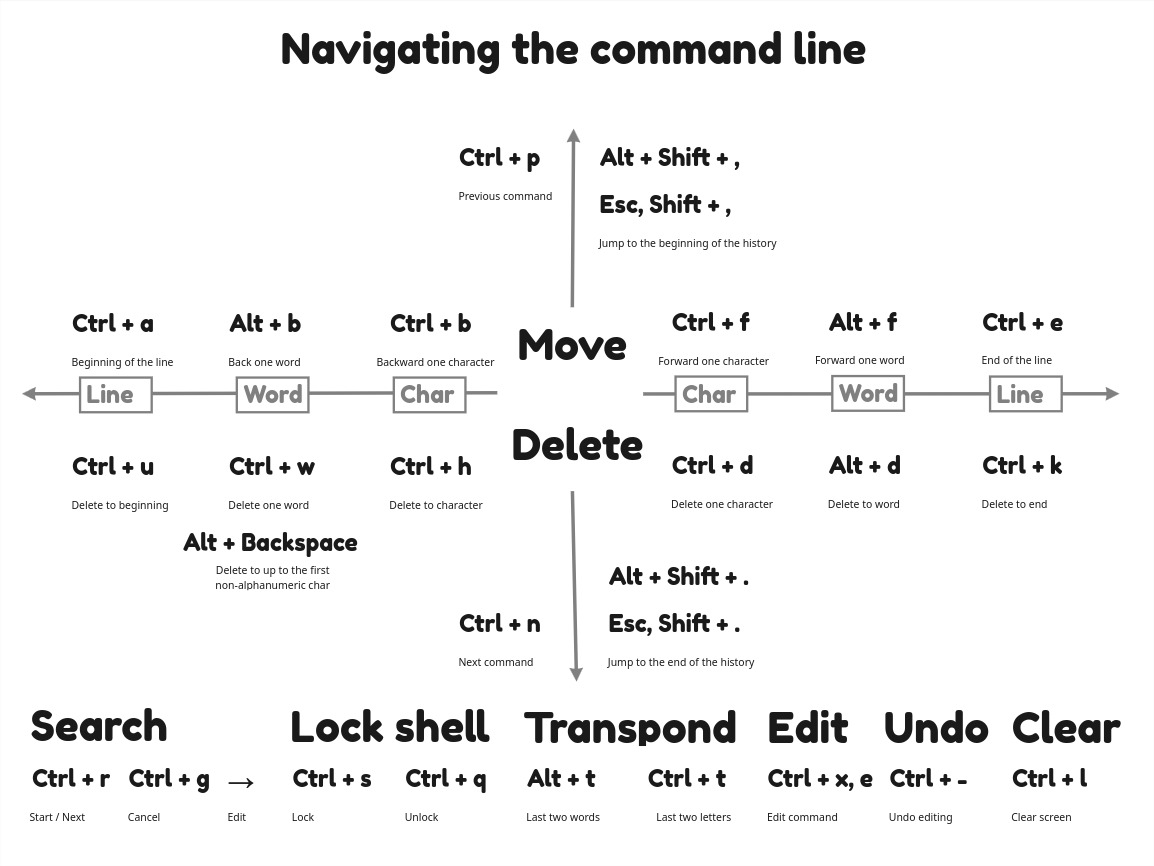 Navigating the command line
Ctrl + p
Previous command
Alt + Shift + ,
Esc, Shift + ,
Jump to the beginning of the history
Ctrl + a
Beginning of the line
Alt + b
Back one word
Ctrl + b
Backward one character
Move
Ctrl + f
Forward one character
Alt + f
Forward one word
Ctrl + e
End of the line
Line
Word
Char
Char
Word
Line
Delete
Ctrl + u
Delete to beginning
Ctrl + w
Delete one word
Ctrl + h
Delete to character
Ctrl + d
Delete one character
Alt + d
Delete to word
Ctrl + k
Delete to end
Alt + Backspace
Delete to up to the first
non-alphanumeric char
Ctrl + n
Next command
Alt + Shift + .
Esc, Shift + .
Jump to the end of the history
Search
Ctrl + r
Start / Next
Ctrl + g
Cancel
→
Edit
Lock shell
Ctrl + s
Lock
Ctrl + q
Unlock
Transpond
Alt + t
Last two words
Ctrl + t
Last two letters
Edit
Ctrl + x, e
Edit command
Undo
Ctrl + -
Undo editing
Clear
Ctrl + l
Clear screen